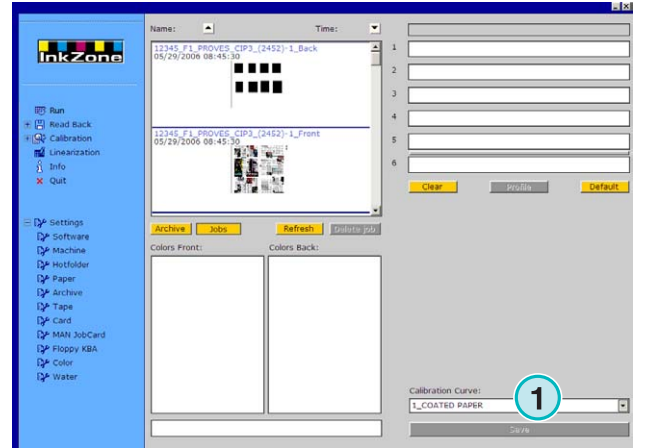 InkZone
Run
Read Back
Calibration
Linearization
Info
Quit
Settings
Software
Machine
Hotfolder
Paper
Archive
Tape
Card
MAN JobCard
Floppy KBA
Color
Water
Name:
Time:
12345_F1_PROVES_CIP3_(2452)-1_Back
05/29/2006 08:45:30
12345_F1_PROVES_CIP3_(2452)-1_Front
05/29/2006 08:45:30
Archive
Jobs
Refresh
Delete job
Colors Front:
Colors Back:
1
2
3
4
5
6
Clear
Profile
Default
Calibration Curve:
1_COATED PAPER
1
Save